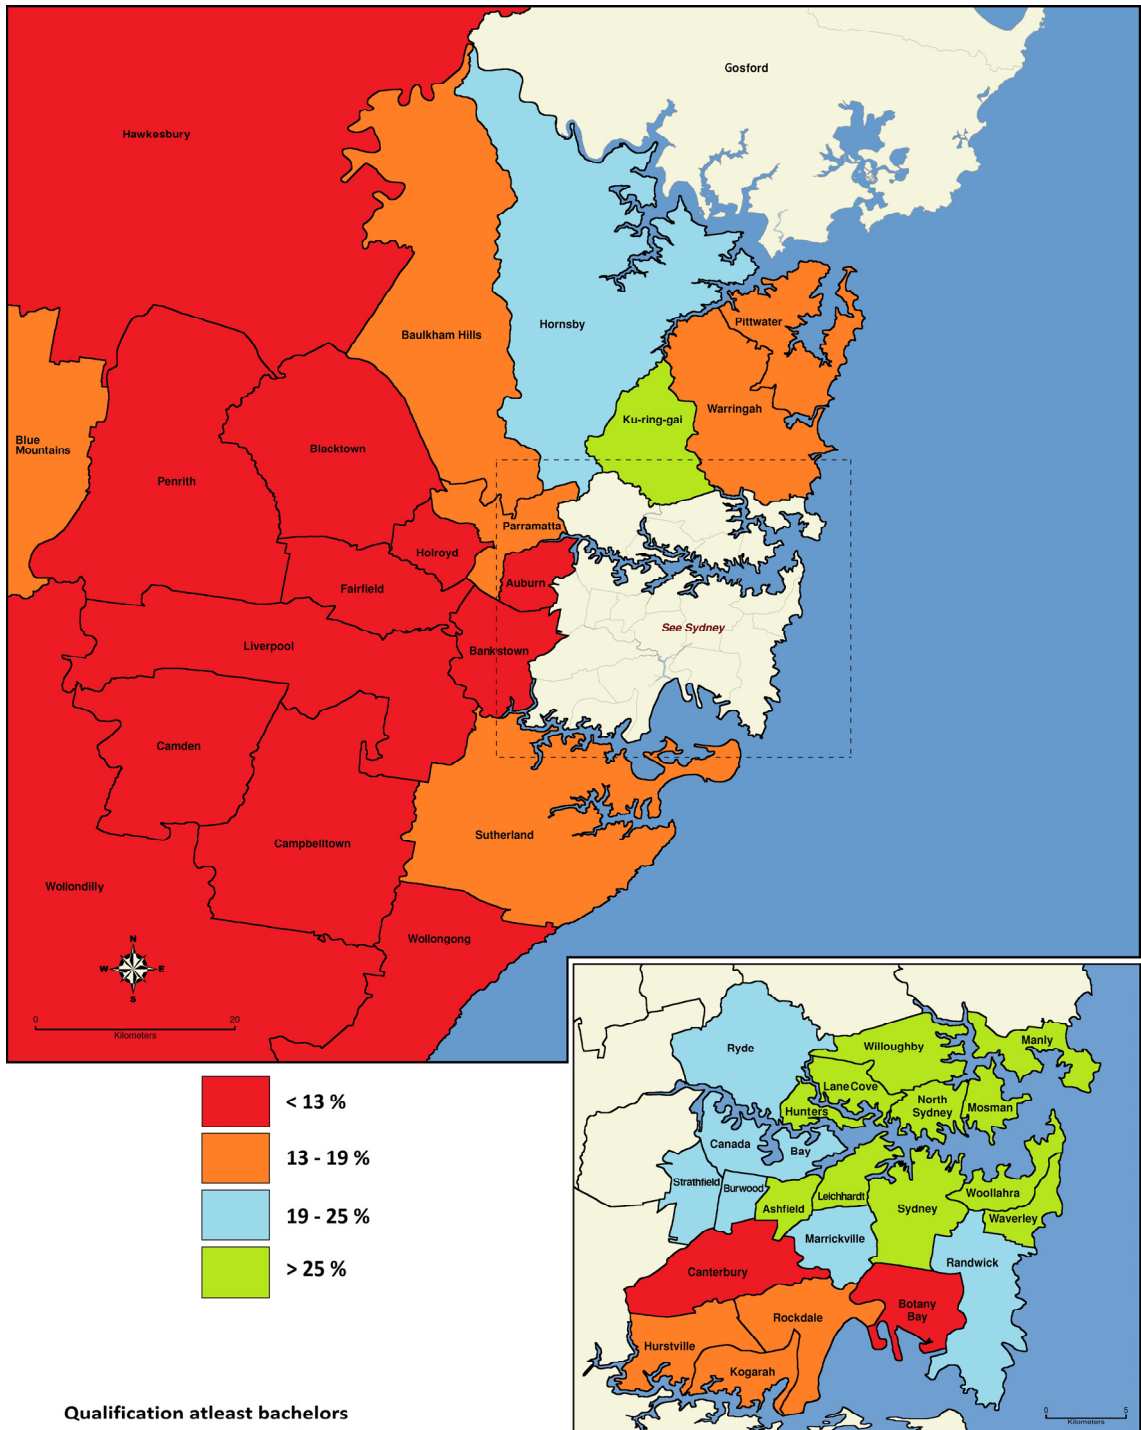 Gosford
Hawkesbury
Baulkham Hills
Hornsby
Pittwater
Warringah
Ku-ring-gai
Blue
Mountains
Penrith
Blacktown
Parramatta
Holroyd
Auburn
Fairfield
See Sydney
Liverpool
Bankstown
Camden
Sutherland
Campbelltown
Wollondilly
Wollongong
N
W E
S
0 20
Kilometers
< 13 %
13 - 19 %
19 - 25 %
> 25 %
Qualification atleast bachelors
Ryde
Willoughby
Manly
Lane Cove
Hunters
North
Sydney
Mosman
Canada
Bay
Strathfield
Burwood
Ashfield
Leichhardt
Sydney
Woollahra
Waverley
Marrickville
Randwick
Canterbury
Botany
Bay
Rockdale
Hurstville
Kogarah
0 5
Kilometers